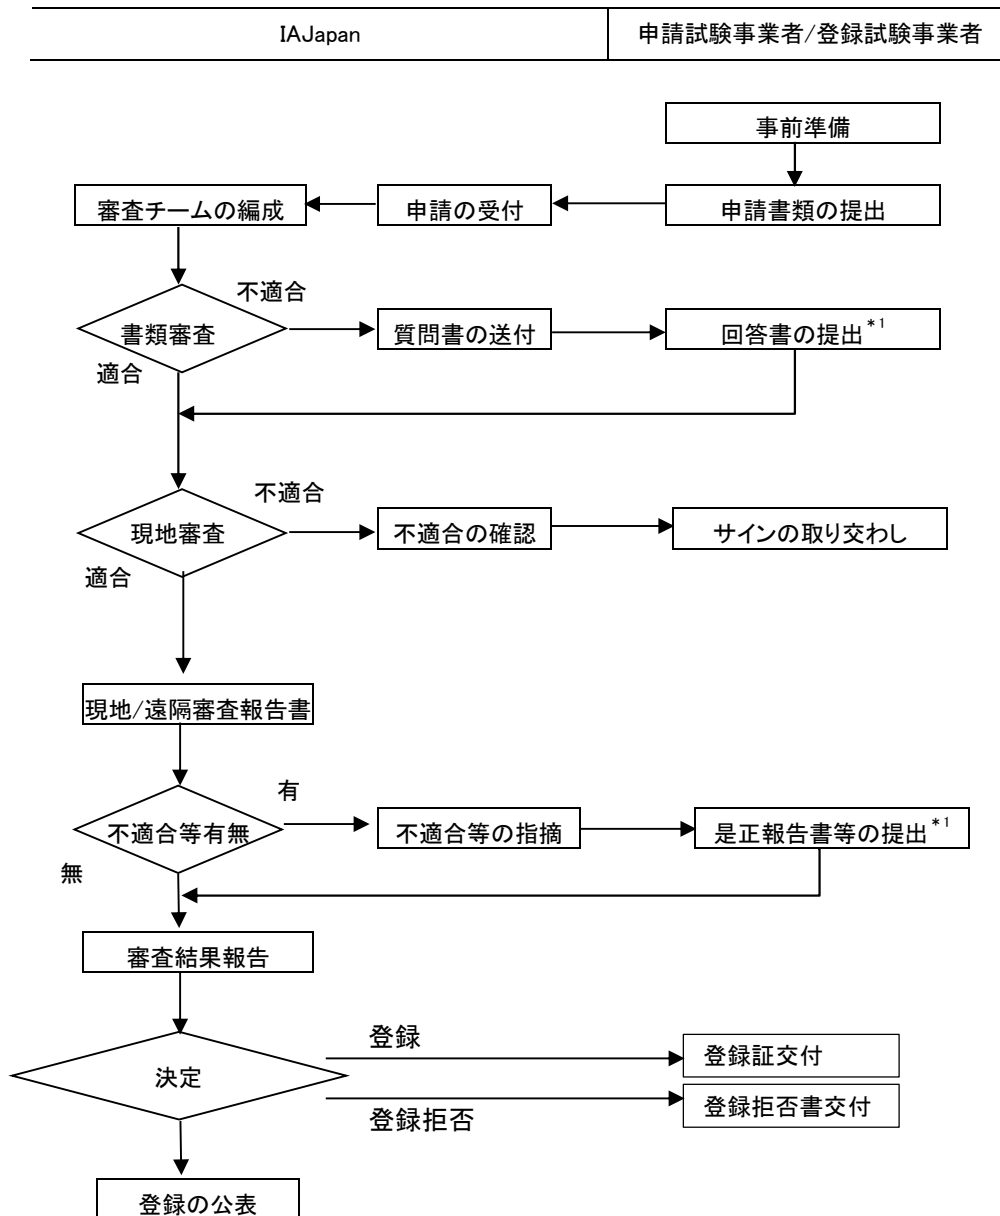 IAJapan
申請試験事業者/登録試験事業者
事前準備
審査チームの編成
申請の受付
申請書類の提出
不適合
書類審査
質問書の送付
回答書の提出*1
適合
不適合
現地審査
不適合の確認
サインの取り交わし
適合
現地/遠隔審査報告書
有
不適合等有無
不適合等の指摘
是正報告書等の提出*1
無
審査結果報告
登録
決定
登録証交付
登録拒否書交付
登録拒否
登録の公表